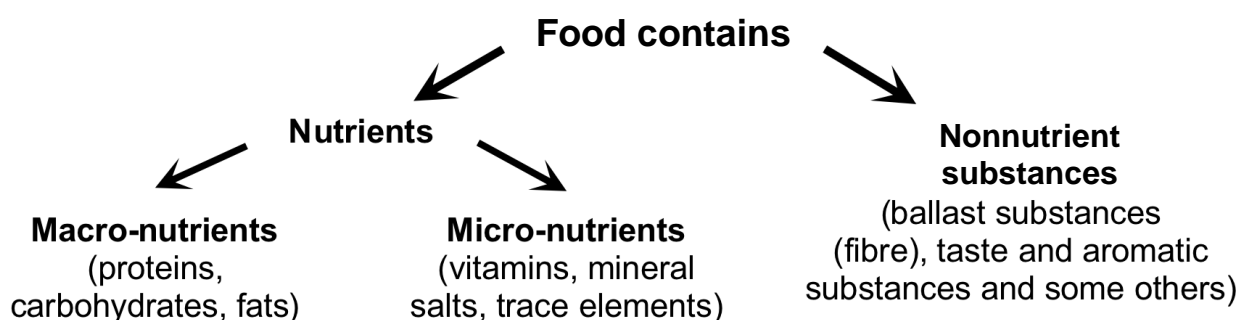 Food contains
Nutrients
Macro-nutrients
(proteins,
carbohydrates, fats)
Micro-nutrients
(vitamins, mineral
salts, trace elements)
Nonnutrient
substances
(ballast substances
(fibre), taste and aromatic
substances and some others)